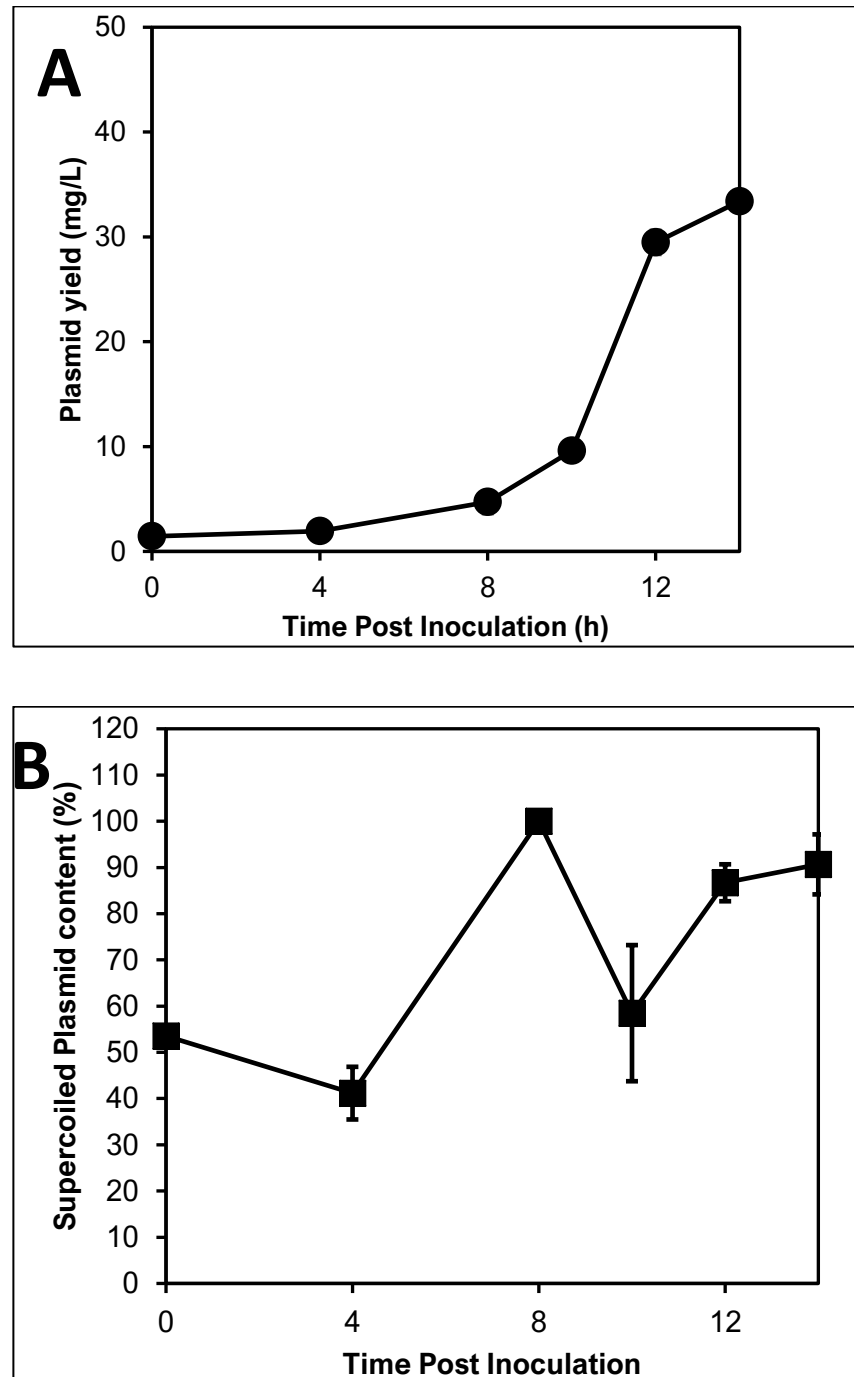 A
Plasmid yield (mg/L)
50
40
30
20
10
0
0 4 8 12
Time Post Inoculation (h)
B
Supercoiled Plasmid content (%)
120
110
100
90
80
70
60
50
40
30
20
10
0
0 4 8 12
Time Post Inoculation